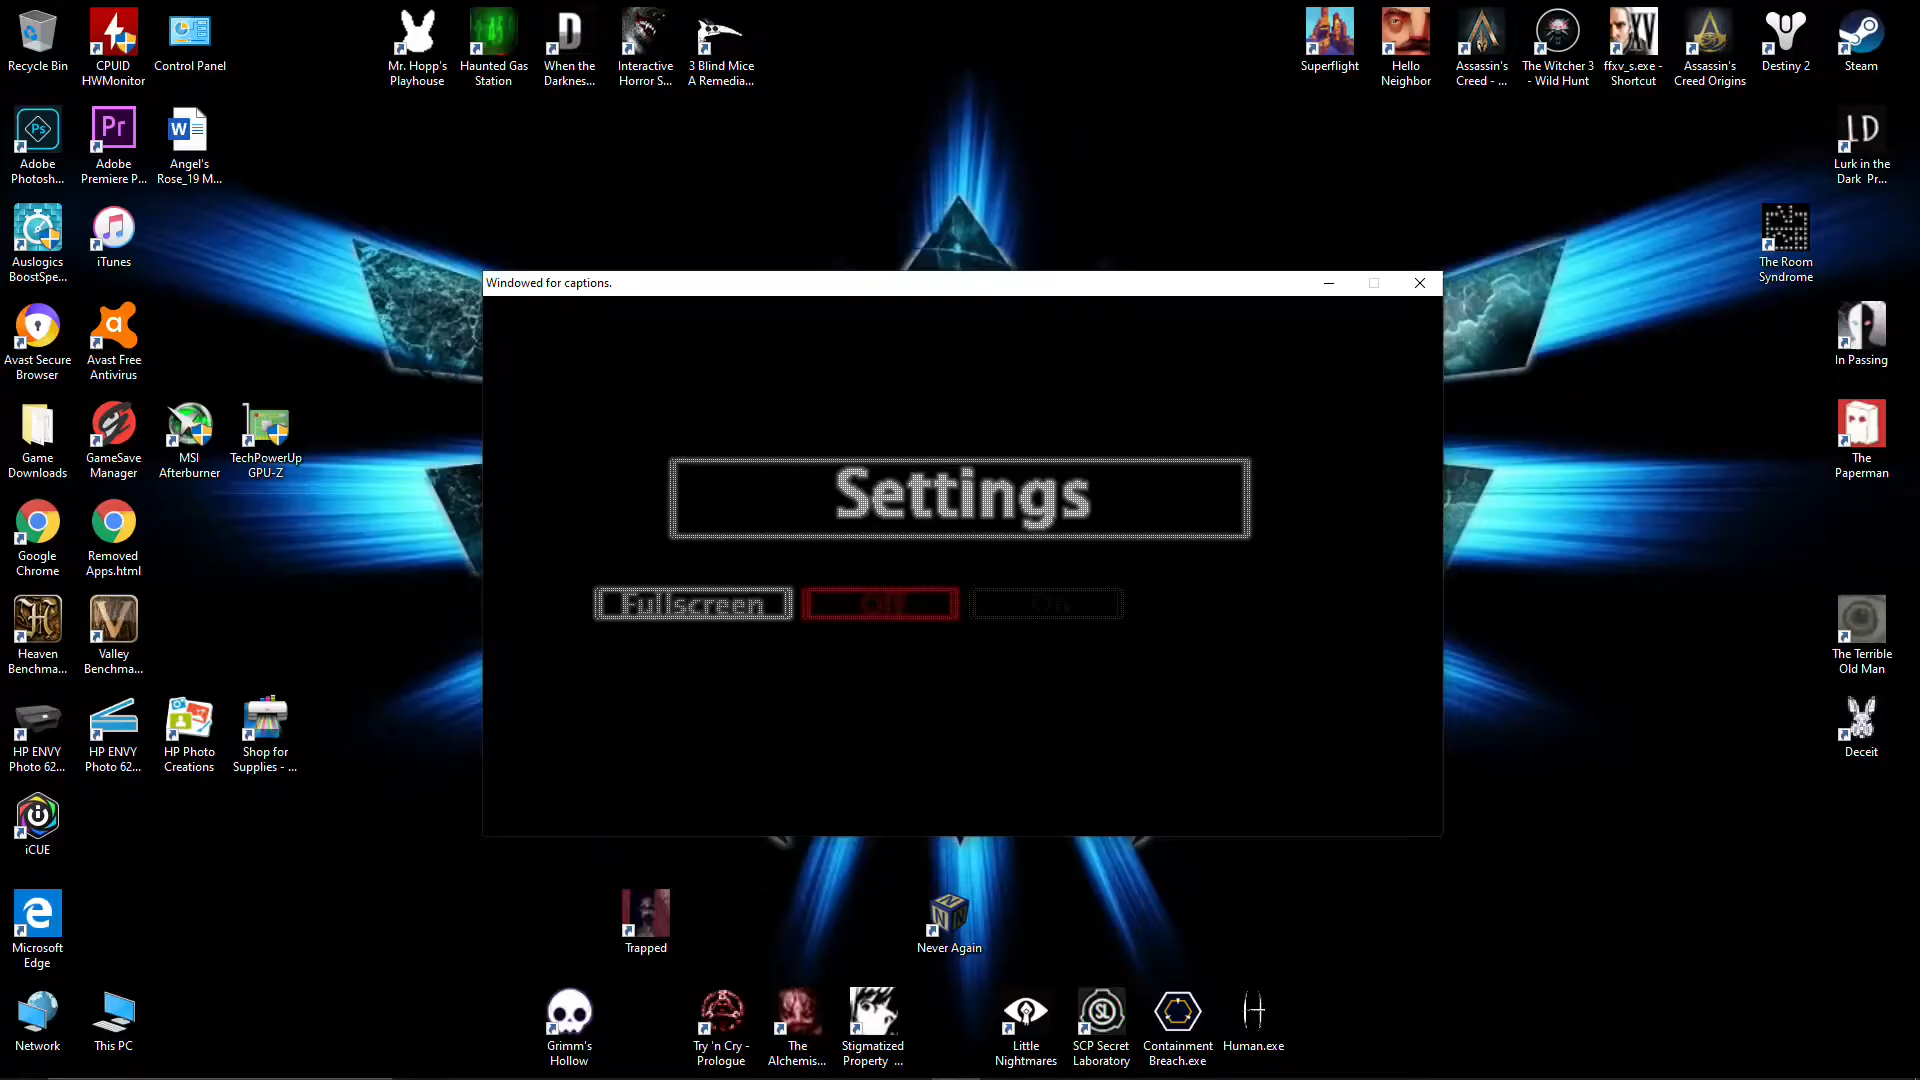 Recycle Bin
CPUID
HWMonitor
Control Panel
Mr. Hopp's
Playhouse
Haunted Gas
Station
When the
Darknes...
Interactive
Horror S...
3 Blind Mice
A Remedia...
Superflight
Hello
Neighbor
Assassin's
Creed - ...
The Witcher 3
- Wild Hunt
ffxv_s.exe -
Shortcut
Assassin's
Creed Origins
Destiny 2
Steam
Adobe
Photosh...
Adobe
Premiere P...
Angel's
Rose_19 M...
Lurk in the
Dark Pr...
Auslogics
BoostSpe...
iTunes
The Room
Syndrome
Windowed for captions.
Avast Secure
Browser
Avast Free
Antivirus
In Passing
Settings
Game
Downloads
GameSave
Manager
MSI
Afterburner
TechPowerUp
GPU-Z
The
Paperman
Google
Chrome
Removed
Apps.html
Fullscreen
Off
On
Heaven
Benchma...
Valley
Benchma...
The Terrible
Old Man
HP ENVY
Photo 62...
HP ENVY
Photo 62...
HP Photo
Creations
Shop for
Supplies - ...
Deceit
iCUE
Microsoft
Edge
Trapped
Never Again
Network
This PC
Grimm's
Hollow
Try 'n Cry -
Prologue
The
Alchemis...
Stigmatized
Property ...
Little
Nightmares
SCP Secret
Laboratory
Containment
Breach.exe
Human.exe